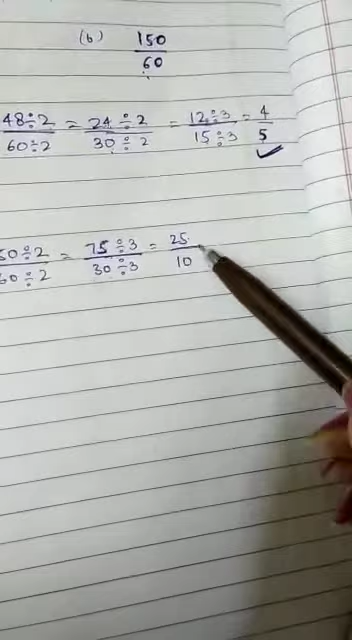 (b) 150/60
48÷2/60÷2 = 24÷2/30÷2 = 12÷3/15÷3 = 4/5 ✓
50÷2/60÷2 = 75÷3/30÷3 = 25/10